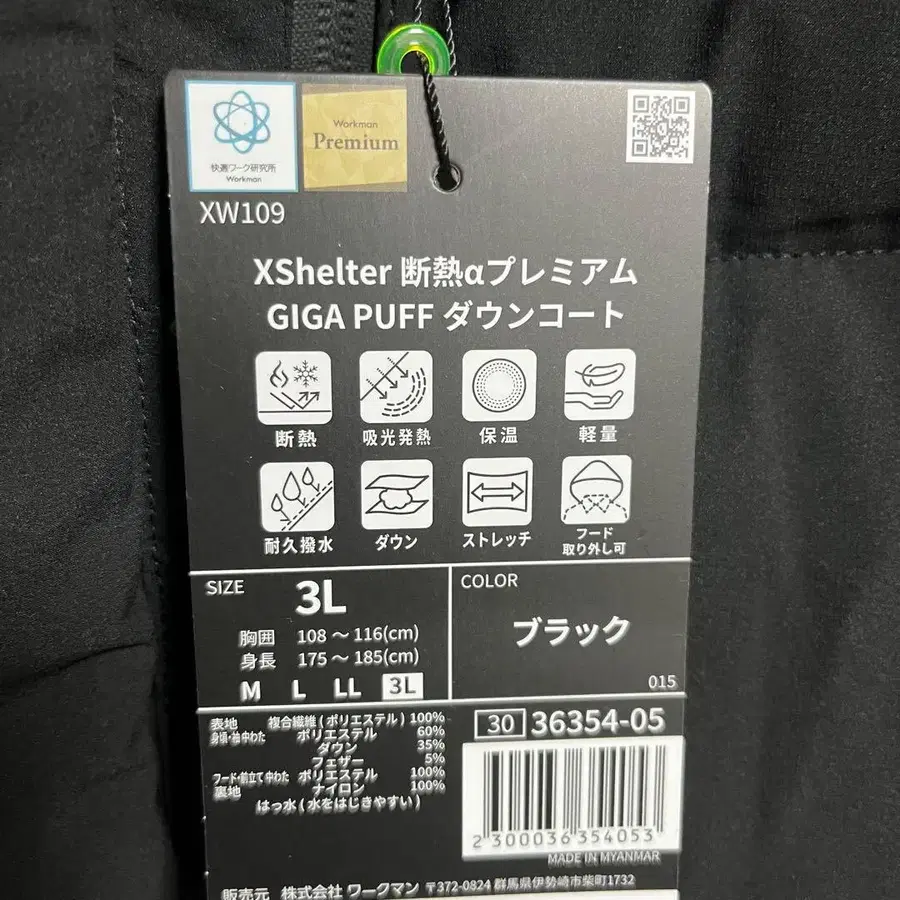 快適ワーク研究所
Workman
Workman
Premium
XW109
XShelter 断熱αプレミアム
GIGA PUFF ダウンコート
断熱 吸光発熱 保温 軽量
耐久撥水 ダウン ストレッチ フード
取り外し可
SIZE 3L
胸囲 108 ～ 116(cm)
身長 175 ～ 185(cm)
M L LL 3L
COLOR
ブラック
015
表地 複合繊維(ポリエステル) 100%
身頃・袖中わた ポリエステル 60%
ダウン 35%
フェザー 5%
フード・前立て中わた ポリエステル 100%
裏地 ナイロン 100%
はっ水(水をはじきやすい)
30 36354-05
2 300036 354053
MADE IN MYANMAR
販売元 株式会社 ワークマン 〒372-0824 群馬県伊勢崎市柴町1732